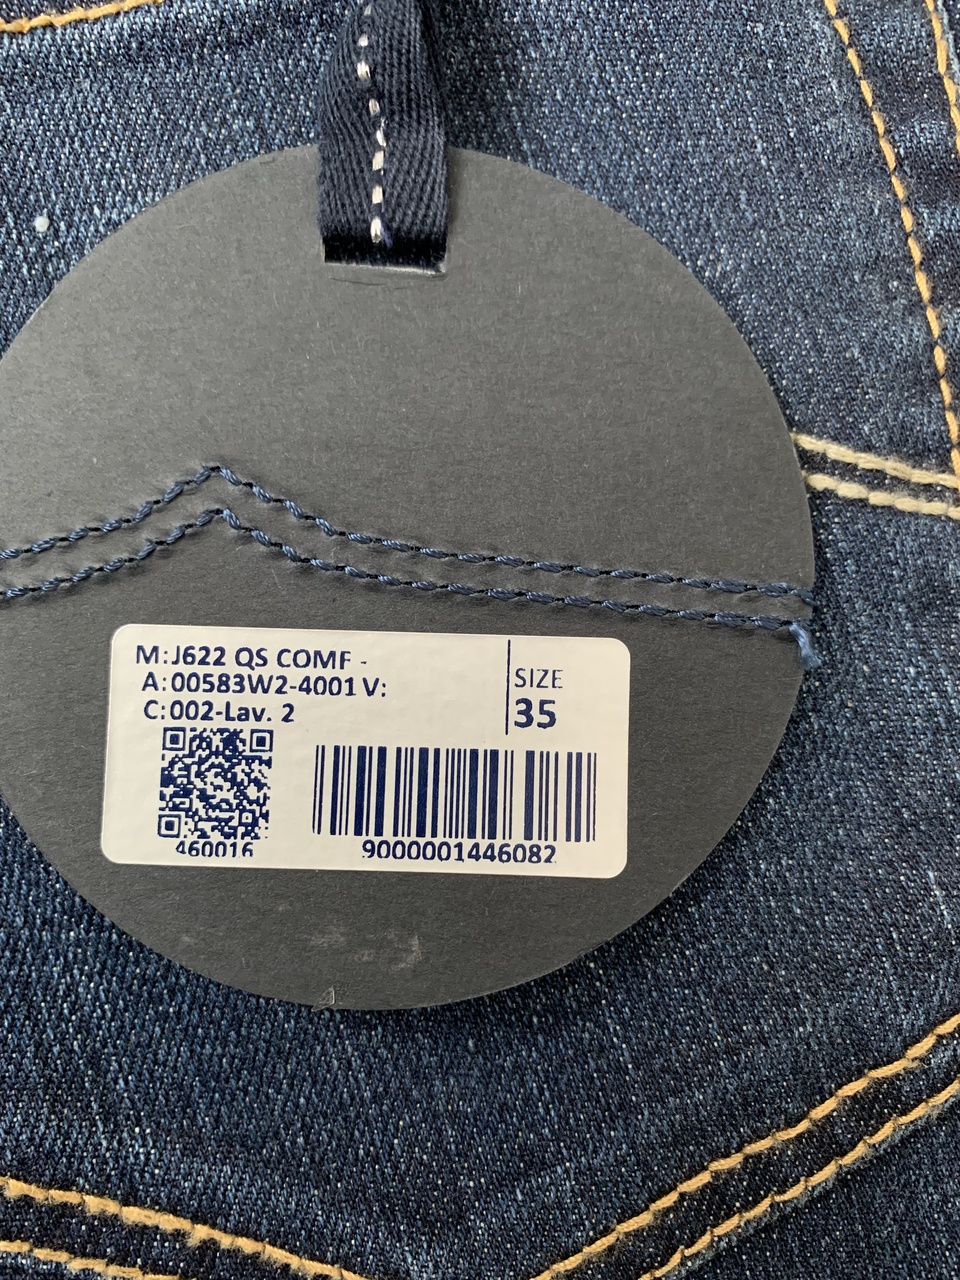 M:J622 QS COMF -
A:00583W2-4001 V:
C:002-Lav. 2
SIZE
35
460016
9000001446082